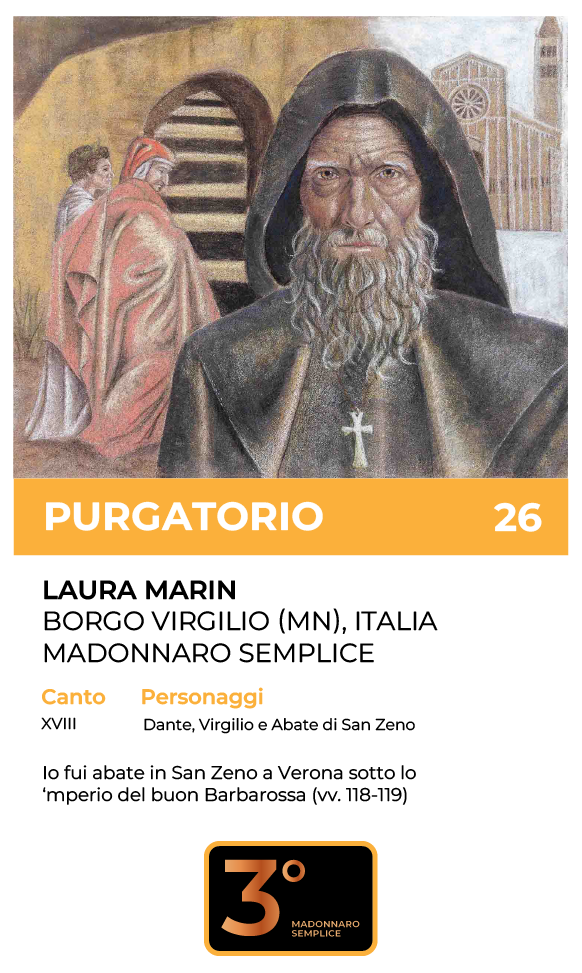 PURGATORIO 26
LAURA MARIN
BORGO VIRGILIO (MN), ITALIA
MADONNARO SEMPLICE
Canto Personaggi
XVIII Dante, Virgilio e Abate di San Zeno
Io fui abate in San Zeno a Verona sotto lo
‘mperio del buon Barbarossa (vv. 118-119)
3°
MADONNARO
SEMPLICE